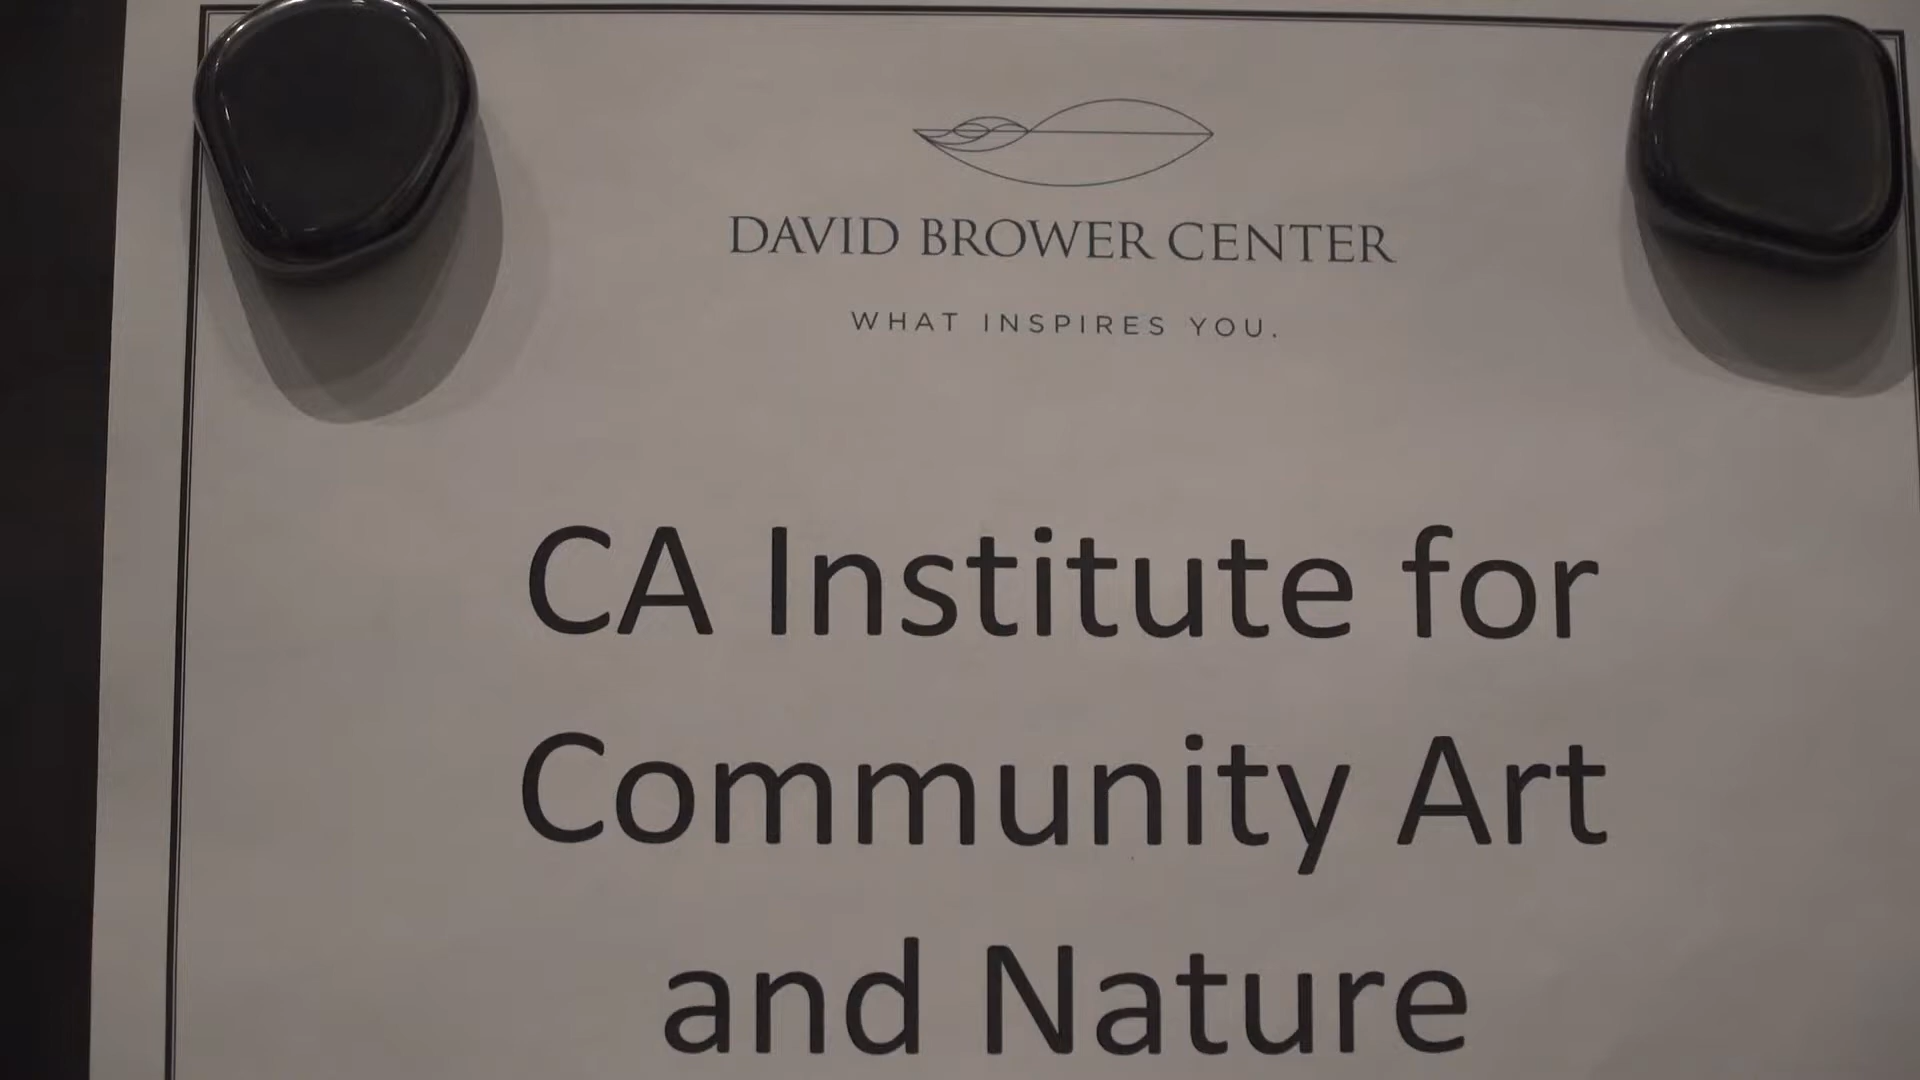 DAVID BROWER CENTER
WHAT INSPIRES YOU.
CA Institute for
Community Art
and Nature